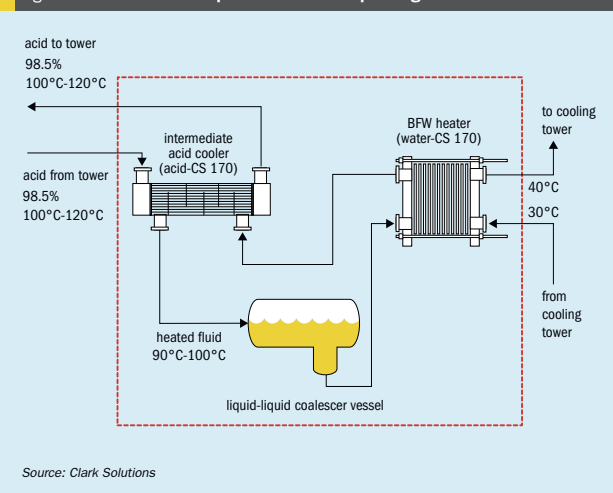 acid to tower
98.5%
100°C-120°C
intermediate
acid cooler
(acid-CS 170)
BFW heater
(water-CS 170)
to cooling
tower
acid from tower
98.5%
100°C-120°C
40°C
30°C
from
cooling
tower
heated fluid
90°C-100°C
liquid-liquid coalescer vessel
Source: Clark Solutions